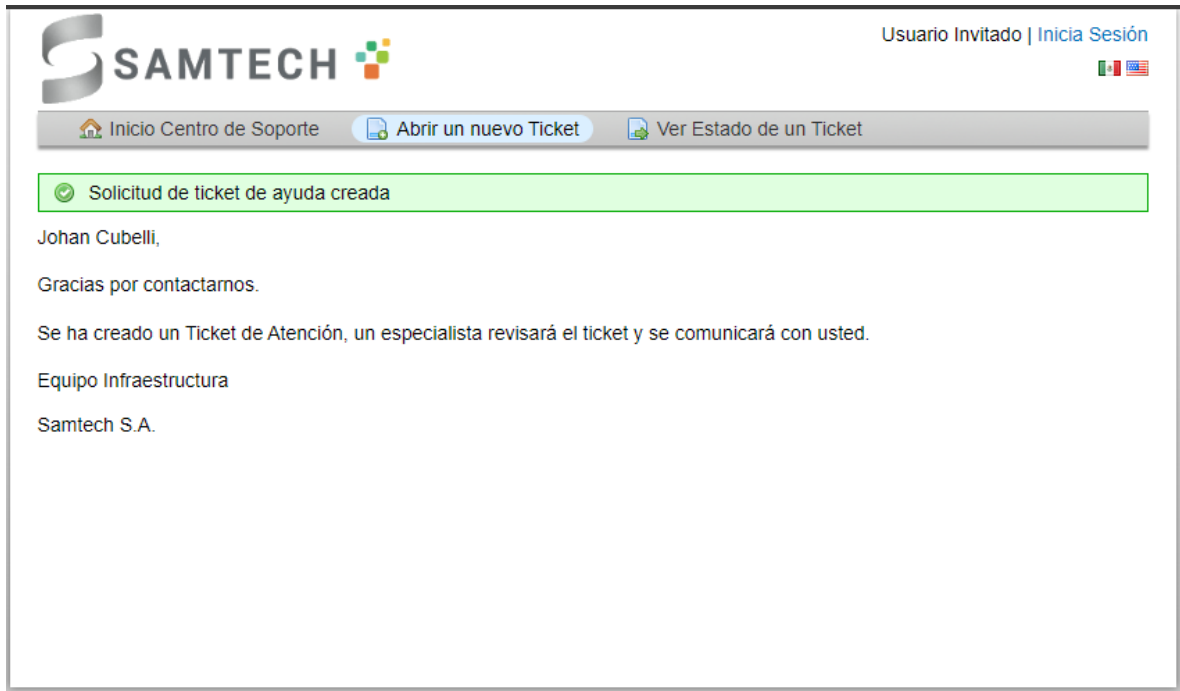 SAMTECH
Usuario Invitado | Inicia Sesión
Inicio Centro de Soporte Abrir un nuevo Ticket Ver Estado de un Ticket
Solicitud de ticket de ayuda creada
Johan Cubelli,
Gracias por contactarnos.
Se ha creado un Ticket de Atención, un especialista revisará el ticket y se comunicará con usted.
Equipo Infraestructura
Samtech S.A.